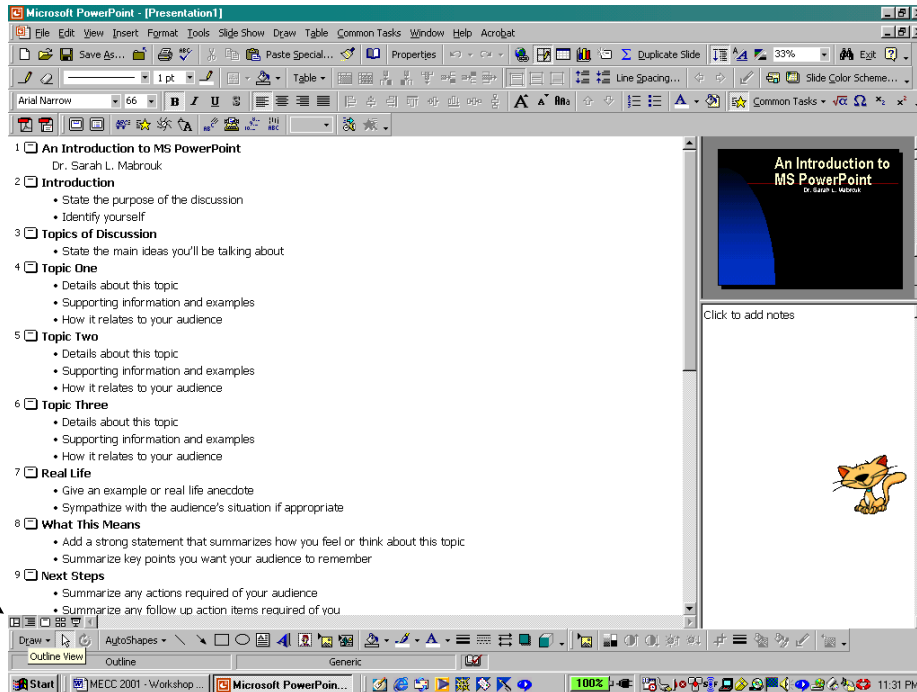 Microsoft PowerPoint - [Presentation1]
File Edit View Insert Format Tools Slide Show Draw Table Common Tasks Window Help Acrobat
Save As... Paste Special... Properties Duplicate Slide 33% Exit
1 pt Table Line Spacing... Slide Color Scheme...
Arial Narrow 66 B I U S A A Aaa A Common Tasks √α Ω ×₂ ×²
ABC
1 An Introduction to MS PowerPoint
Dr. Sarah L. Mabrouk
2 Introduction
• State the purpose of the discussion
• Identify yourself
3 Topics of Discussion
• State the main ideas you'll be talking about
4 Topic One
• Details about this topic
• Supporting information and examples
• How it relates to your audience
5 Topic Two
• Details about this topic
• Supporting information and examples
• How it relates to your audience
6 Topic Three
• Details about this topic
• Supporting information and examples
• How it relates to your audience
7 Real Life
• Give an example or real life anecdote
• Sympathize with the audience's situation if appropriate
8 What This Means
• Add a strong statement that summarizes how you feel or think about this topic
• Summarize key points you want your audience to remember
9 Next Steps
• Summarize any actions required of your audience
• Summarize any follow up action items required of you
An Introduction to
MS PowerPoint
Dr. Sarah L. Mabrouk
Click to add notes
Draw AutoShapes A
Outline View
Outline Generic
Start MECC 2001 - Workshop ... Microsoft PowerPoin... 100% 11:31 PM